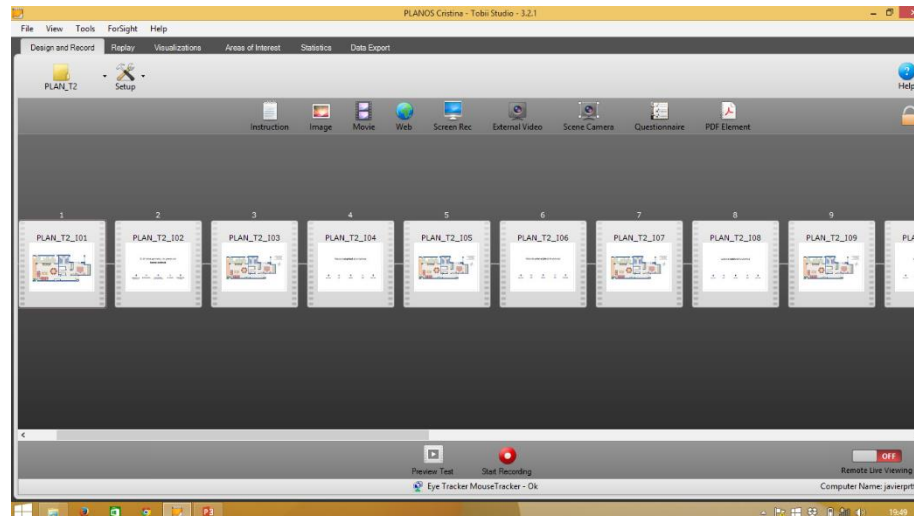 PLANOS Cristina - Tobii Studio - 3.2.1
File View Tools ForSight Help
Design and Record Replay Visualizations Areas of Interest Statistics Data Export
PLAN_T2 Setup Help
Instruction Image Movie Web Screen Rec External Video Scene Camera Questionnaire PDF Element
1 2 3 4 5 6 7 8 9
PLAN_T2_I01 PLAN_T2_I02 PLAN_T2_I03 PLAN_T2_I04 PLAN_T2_I05 PLAN_T2_I06 PLAN_T2_I07 PLAN_T2_I08 PLAN_T2_I09 PLA
Preview Test Start Recording
OFF
Remote Live Viewing
Eye Tracker MouseTracker - Ok Computer Name: javierprt
19:49